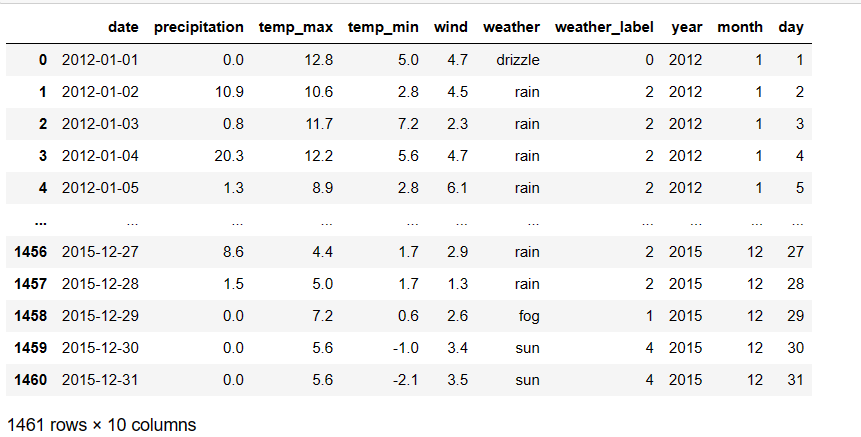 date precipitation temp_max temp_min wind weather weather_label year month day
0 2012-01-01 0.0 12.8 5.0 4.7 drizzle 0 2012 1 1
1 2012-01-02 10.9 10.6 2.8 4.5 rain 2 2012 1 2
2 2012-01-03 0.8 11.7 7.2 2.3 rain 2 2012 1 3
3 2012-01-04 20.3 12.2 5.6 4.7 rain 2 2012 1 4
4 2012-01-05 1.3 8.9 2.8 6.1 rain 2 2012 1 5
... ... ... ... ... ... ... ... ... ... ...
1456 2015-12-27 8.6 4.4 1.7 2.9 rain 2 2015 12 27
1457 2015-12-28 1.5 5.0 1.7 1.3 rain 2 2015 12 28
1458 2015-12-29 0.0 7.2 0.6 2.6 fog 1 2015 12 29
1459 2015-12-30 0.0 5.6 -1.0 3.4 sun 4 2015 12 30
1460 2015-12-31 0.0 5.6 -2.1 3.5 sun 4 2015 12 31
1461 rows × 10 columns